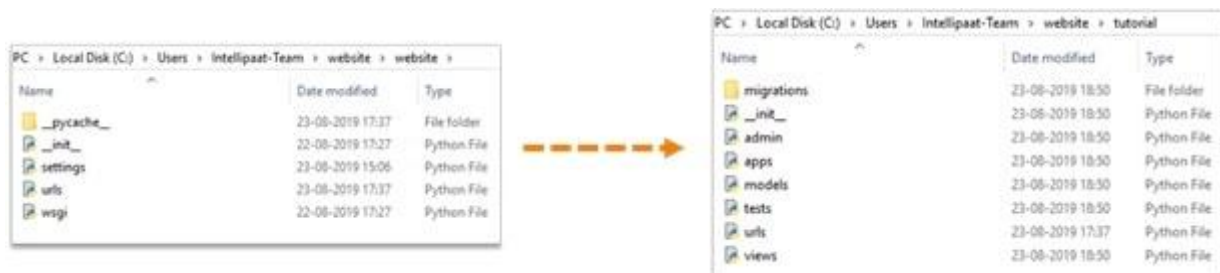 PC › Local Disk (C:) › Users › Intellipaat-Team › website › website ›
Name Date modified Type
__pycache__ 23-08-2019 17:37 File folder
__init__ 22-08-2019 17:27 Python File
settings 23-08-2019 15:06 Python File
urls 23-08-2019 17:37 Python File
wsgi 22-08-2019 17:27 Python File
PC › Local Disk (C:) › Users › Intellipaat-Team › website › tutorial
Name Date modified Type
migrations 23-08-2019 18:50 File folder
__init__ 23-08-2019 18:50 Python File
admin 23-08-2019 18:50 Python File
apps 23-08-2019 18:50 Python File
models 23-08-2019 18:50 Python File
tests 23-08-2019 18:50 Python File
urls 23-08-2019 17:37 Python File
views 23-08-2019 18:50 Python File